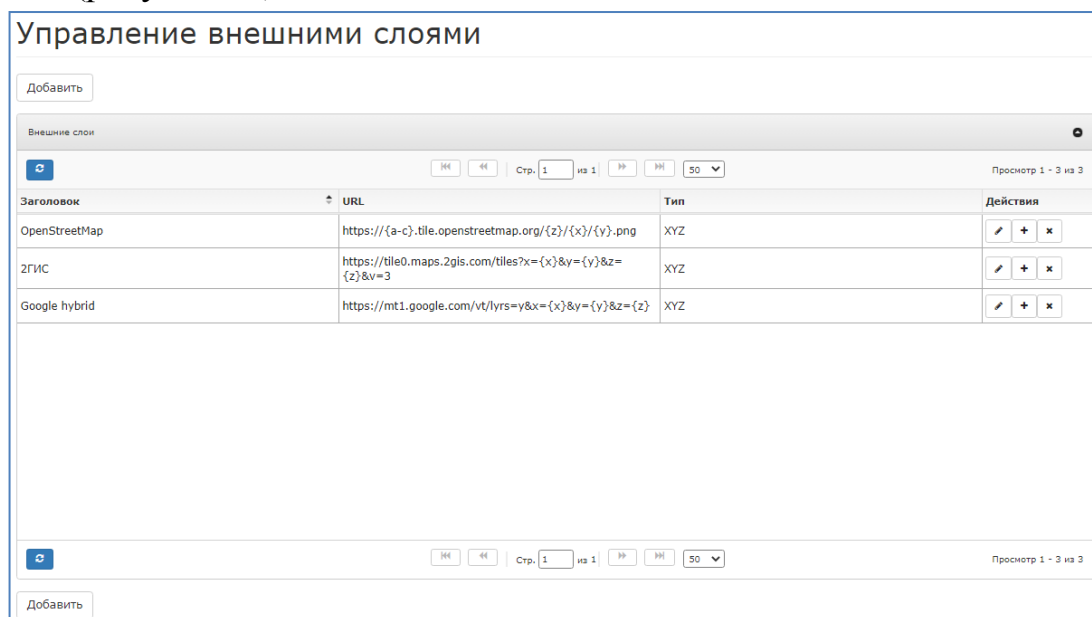 Управление внешними слоями
Добавить
Внешние слои
Стр. 1 из 1 50 Просмотр 1 - 3 из 3
Заголовок URL Тип Действия
OpenStreetMap https://{a-c}.tile.openstreetmap.org/{z}/{x}/{y}.png XYZ
2ГИС https://tile0.maps.2gis.com/tiles?x={x}&y={y}&z=
{z}&v=3 XYZ
Google hybrid https://mt1.google.com/vt/lyrs=y&x={x}&y={y}&z={z} XYZ
Стр. 1 из 1 50 Просмотр 1 - 3 из 3
Добавить